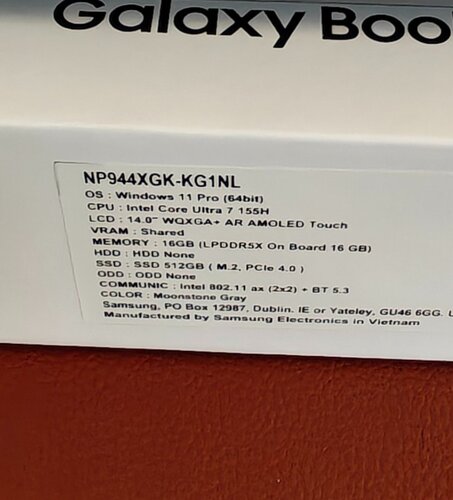 Galaxy Boo
NP944XGK-KG1NL
OS : Windows 11 Pro (64bit)
CPU : Intel Core Ultra 7 155H
LCD : 14.0" WQXGA+ AR AMOLED Touch
VRAM : Shared
MEMORY : 16GB (LPDDR5X On Board 16 GB)
HDD : HDD None
SSD : SSD 512GB ( M.2, PCIe 4.0 )
ODD : ODD None
COMMUNIC : Intel 802.11 ax (2x2) + BT 5.3
COLOR : Moonstone Gray
Samsung, PO Box 12987, Dublin. IE or Yateley, GU46 6GG. U
Manufactured by Samsung Electronics in Vietnam